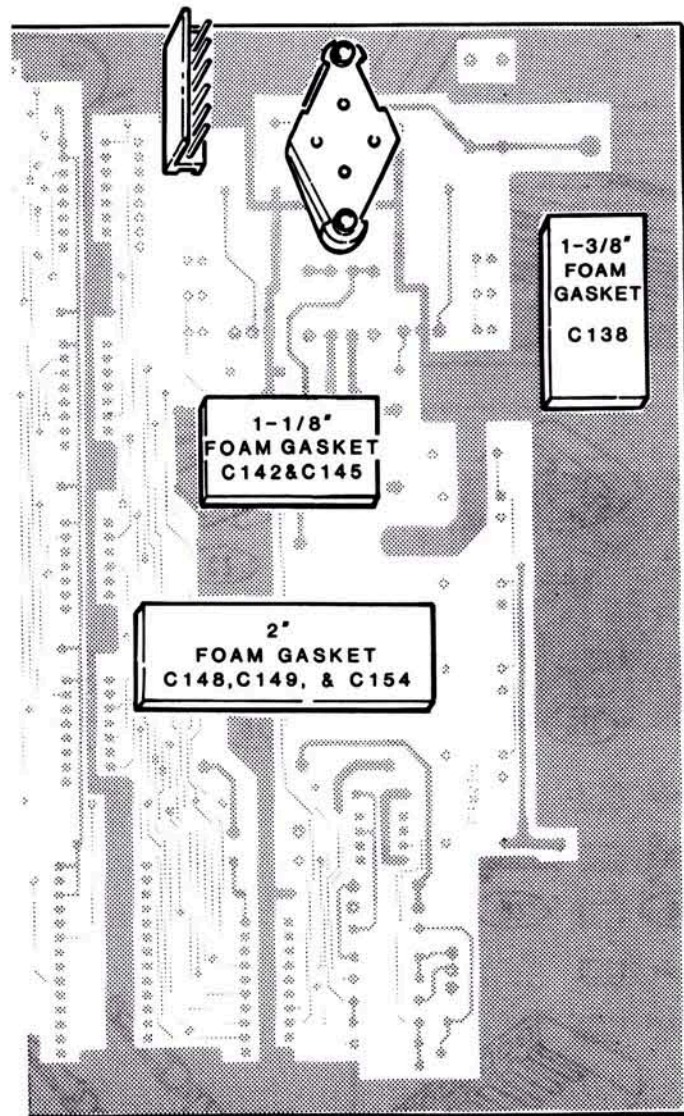 1-3/8"
FOAM
GASKET
C138
1-1/8"
FOAM GASKET
C142&C145
2"
FOAM GASKET
C148,C149, & C154